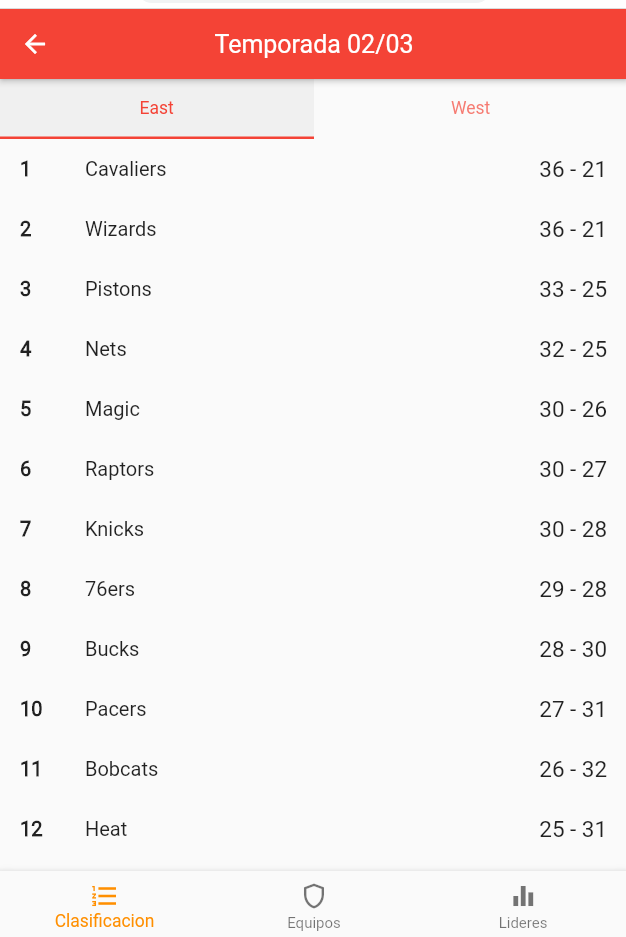 Temporada 02/03
East West
1 Cavaliers 36 - 21
2 Wizards 36 - 21
3 Pistons 33 - 25
4 Nets 32 - 25
5 Magic 30 - 26
6 Raptors 30 - 27
7 Knicks 30 - 28
8 76ers 29 - 28
9 Bucks 28 - 30
10 Pacers 27 - 31
11 Bobcats 26 - 32
12 Heat 25 - 31
Clasificacion Equipos Lideres